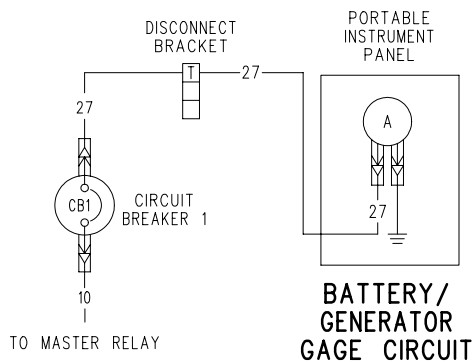 DISCONNECT
BRACKET
PORTABLE
INSTRUMENT
PANEL
T
27
27
A
CB1
CIRCUIT
BREAKER 1
27
10
TO MASTER RELAY
BATTERY/
GENERATOR
GAGE CIRCUIT